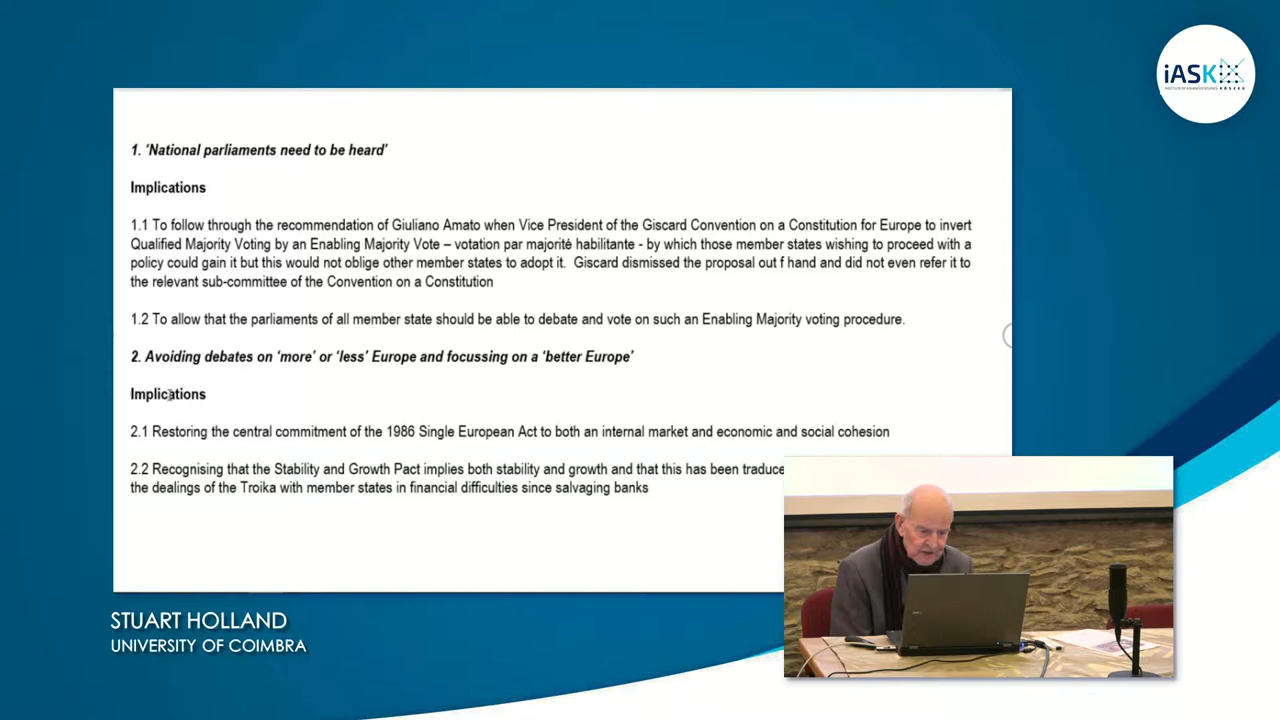 iASK
INSTITUTE OF ADVANCED STUDIES KŐSZEG
1. ‘National parliaments need to be heard’
Implications
1.1 To follow through the recommendation of Giuliano Amato when Vice President of the Giscard Convention on a Constitution for Europe to invert
Qualified Majority Voting by an Enabling Majority Vote – votation par majorité habilitante - by which those member states wishing to proceed with a
policy could gain it but this would not oblige other member states to adopt it. Giscard dismissed the proposal out f hand and did not even refer it to
the relevant sub-committee of the Convention on a Constitution
1.2 To allow that the parliaments of all member state should be able to debate and vote on such an Enabling Majority voting procedure.
2. Avoiding debates on ‘more’ or ‘less’ Europe and focussing on a ‘better Europe’
Implications
2.1 Restoring the central commitment of the 1986 Single European Act to both an internal market and economic and social cohesion
2.2 Recognising that the Stability and Growth Pact implies both stability and growth and that this has been traduce
the dealings of the Troika with member states in financial difficulties since salvaging banks
STUART HOLLAND
UNIVERSITY OF COIMBRA